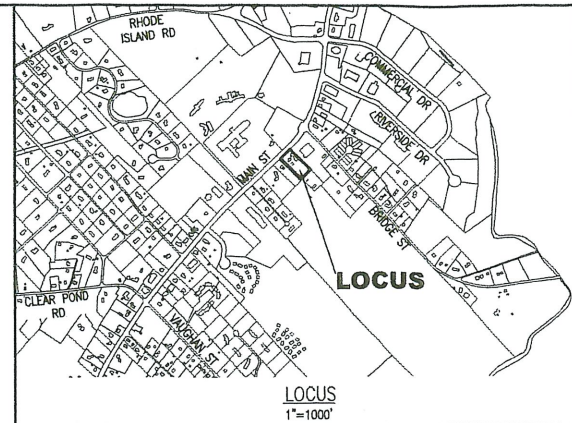 RHODE
ISLAND RD
COMMERCIAL DR
RIVERSIDE DR
MAIN ST
BRIDGE ST
LOCUS
CLEAR POND
RD
VAUGHAN ST
LOCUS
1"=1000'